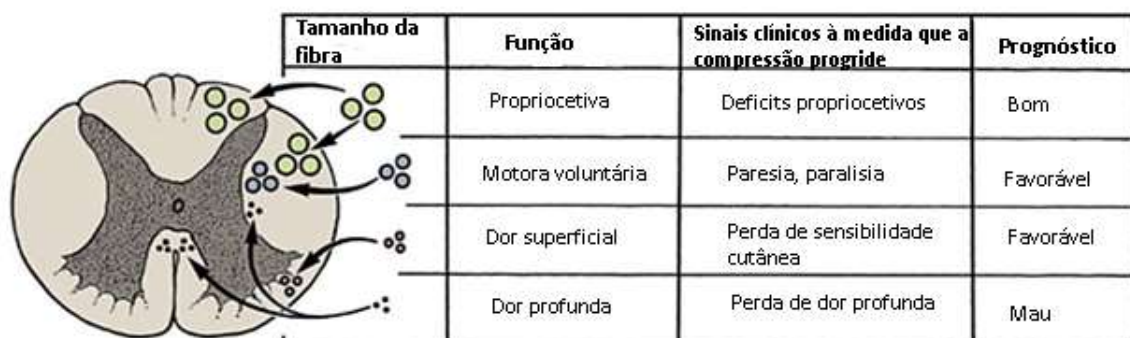 Tamanho da
fibra
Função
Sinais clínicos à medida que a
compressão progride
Prognóstico
Propriocetiva
Deficits propriocetivos
Bom
Motora voluntária
Paresia, paralisia
Favorável
Dor superficial
Perda de sensibilidade
cutânea
Favorável
Dor profunda
Perda de dor profunda
Mau